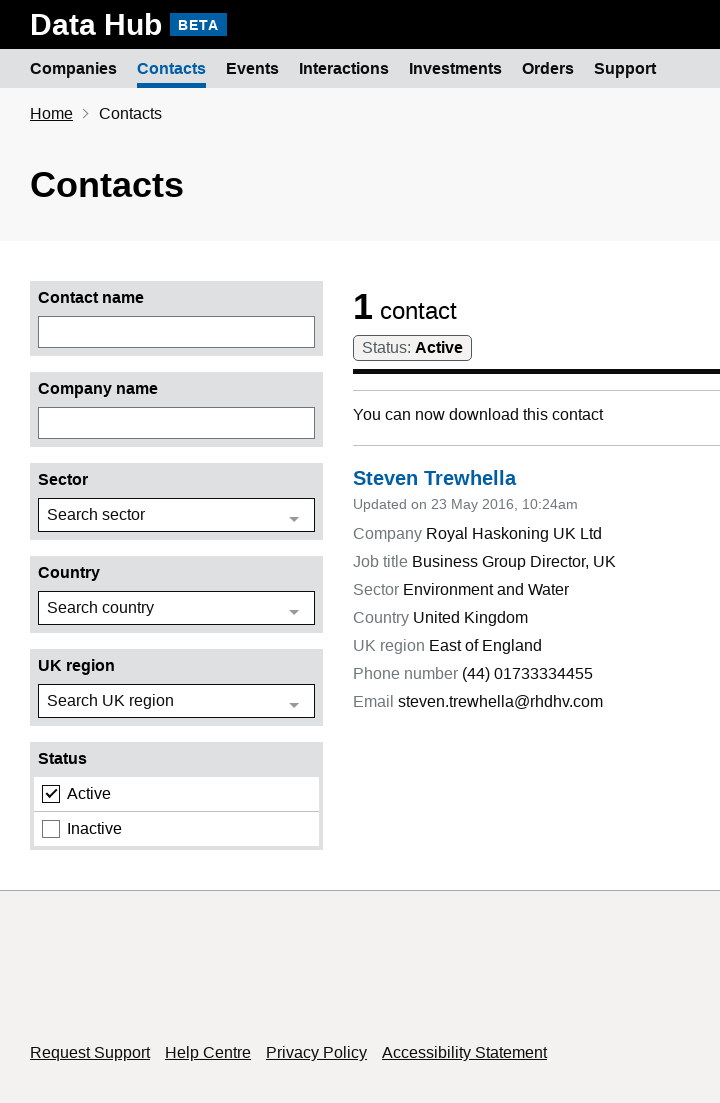 Data Hub BETA
Companies Contacts Events Interactions Investments Orders Support
Home Contacts
Contacts
Contact name
Company name
Sector
Search sector
Country
Search country
UK region
Search UK region
Status
Active
Inactive
1 contact
Status: Active
You can now download this contact
Steven Trewhella
Updated on 23 May 2016, 10:24am
Company Royal Haskoning UK Ltd
Job title Business Group Director, UK
Sector Environment and Water
Country United Kingdom
UK region East of England
Phone number (44) 01733334455
Email steven.trewhella@rhdhv.com
Request Support Help Centre Privacy Policy Accessibility Statement